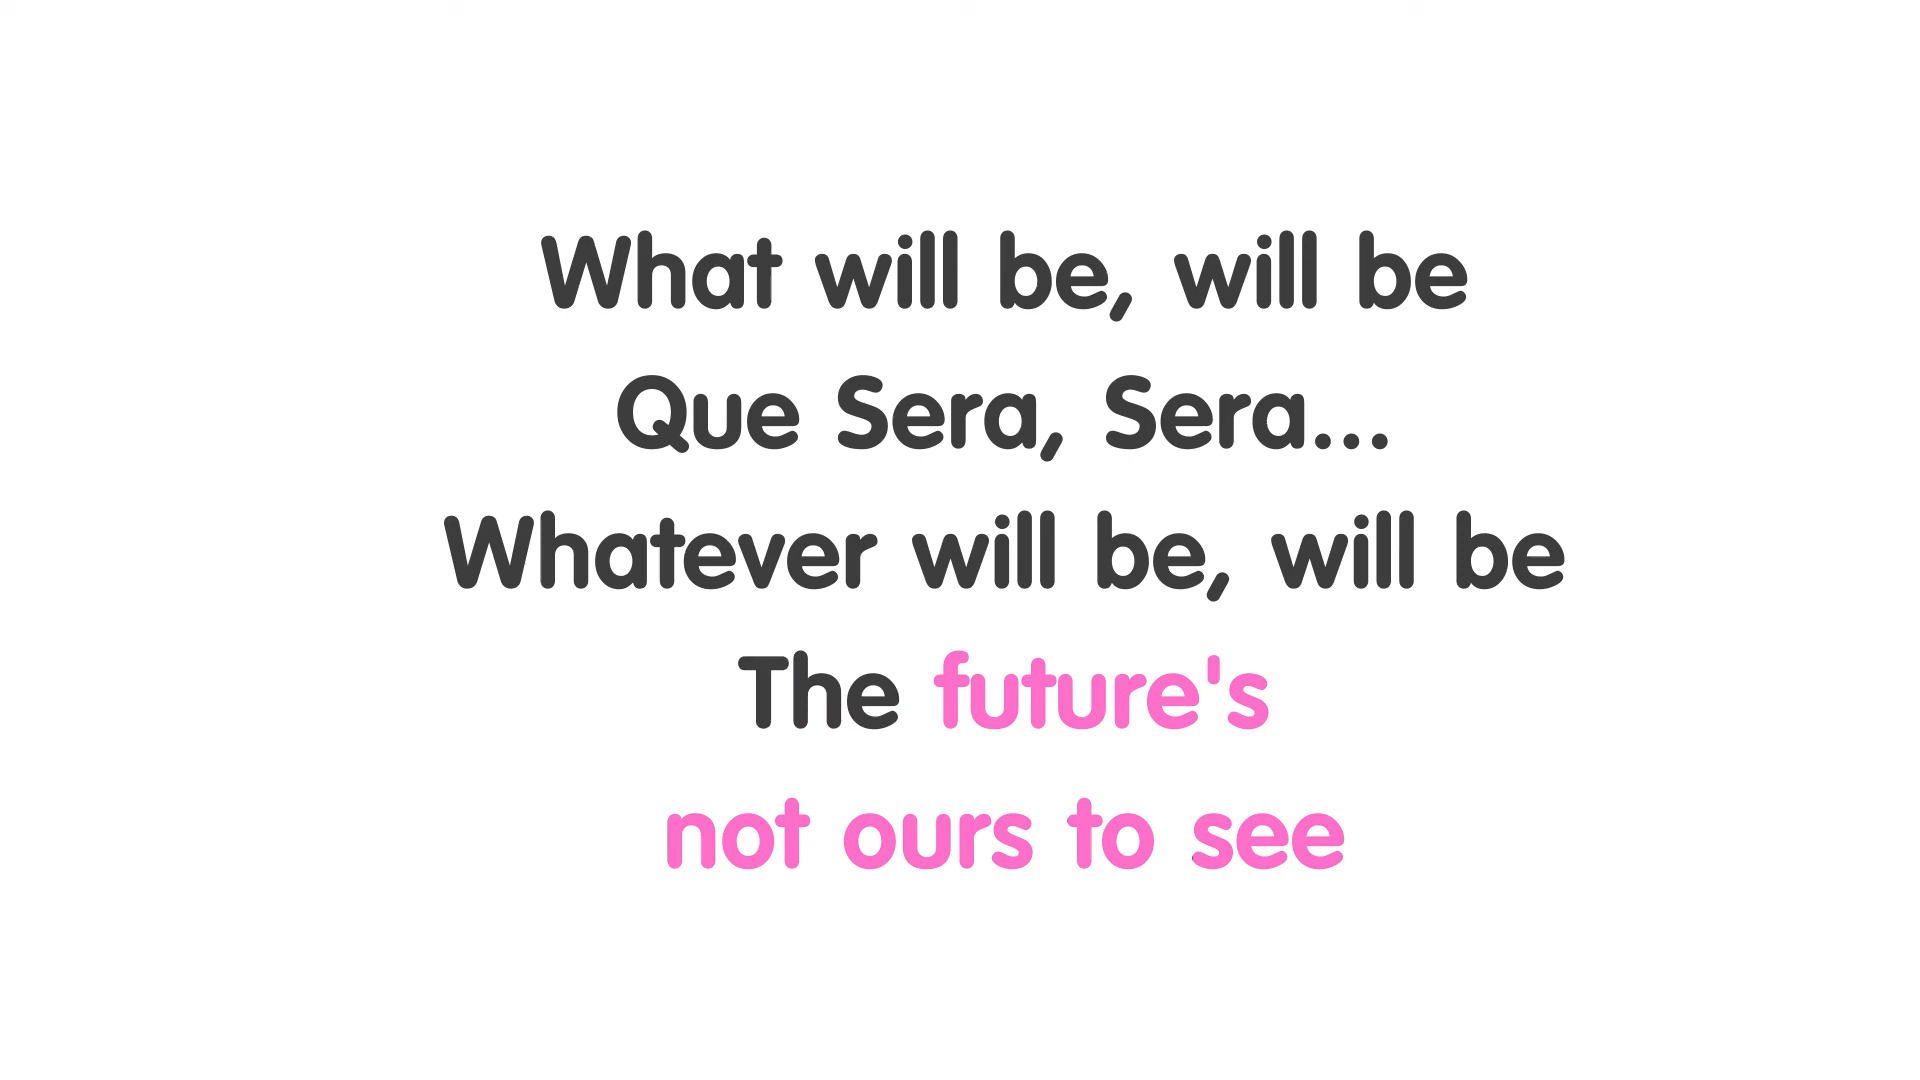 What will be, will be
Que Sera, Sera...
Whatever will be, will be
The future's
not ours to see